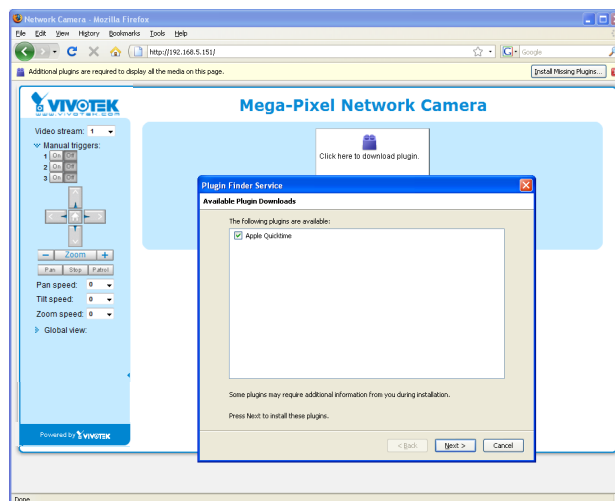 Network Camera - Mozilla Firefox
File Edit View History Bookmarks Tools Help
http://192.168.5.151/
Google
Additional plugins are required to display all the media on this page.
Install Missing Plugins...
VIVOTEK
WWW.VIVOTEK.COM
Mega-Pixel Network Camera
Video stream: 1
Manual triggers:
1 On Off
2 On Off
3 On Off
Click here to download plugin.
Zoom
Pan Stop Patrol
Pan speed: 0
Tilt speed: 0
Zoom speed: 0
Global view:
Powered by VIVOTEK
Plugin Finder Service
Available Plugin Downloads
The following plugins are available:
Apple Quicktime
Some plugins may require additional information from you during installation.
Press Next to install these plugins.
< Back Next > Cancel
Done